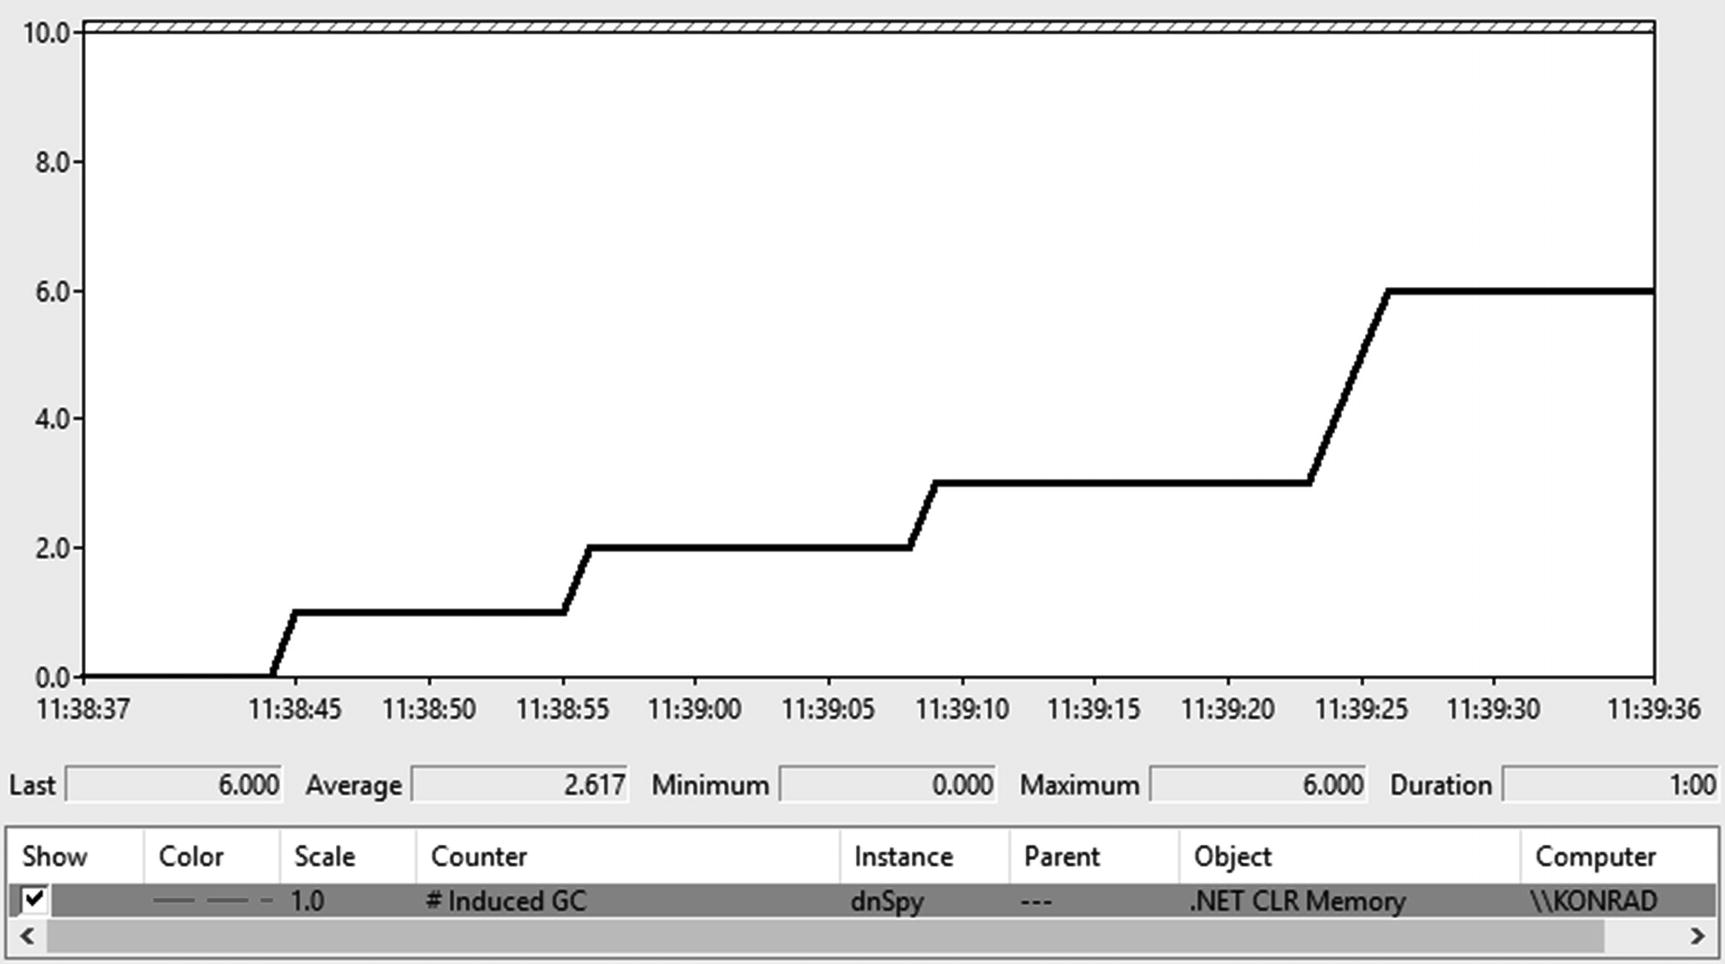 10.0
8.0
6.0
4.0
2.0
0.0
11:38:37 11:38:45 11:38:50 11:38:55 11:39:00 11:39:05 11:39:10 11:39:15 11:39:20 11:39:25 11:39:30 11:39:36
Last 6.000 Average 2.617 Minimum 0.000 Maximum 6.000 Duration 1:00
Show Color Scale Counter Instance Parent Object Computer
1.0 # Induced GC dnSpy --- .NET CLR Memory \\KONRAD